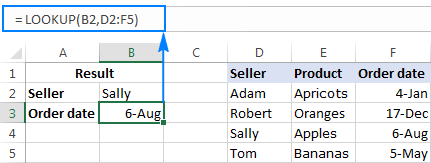 =LOOKUP(B2,D2:F5)
A B C D E F
1 Result Seller Product Order date
2 Seller Sally Adam Apricots 4-Jan
3 Order date 6-Aug Robert Oranges 17-Dec
4 Sally Apples 6-Aug
5 Tom Bananas 5-May